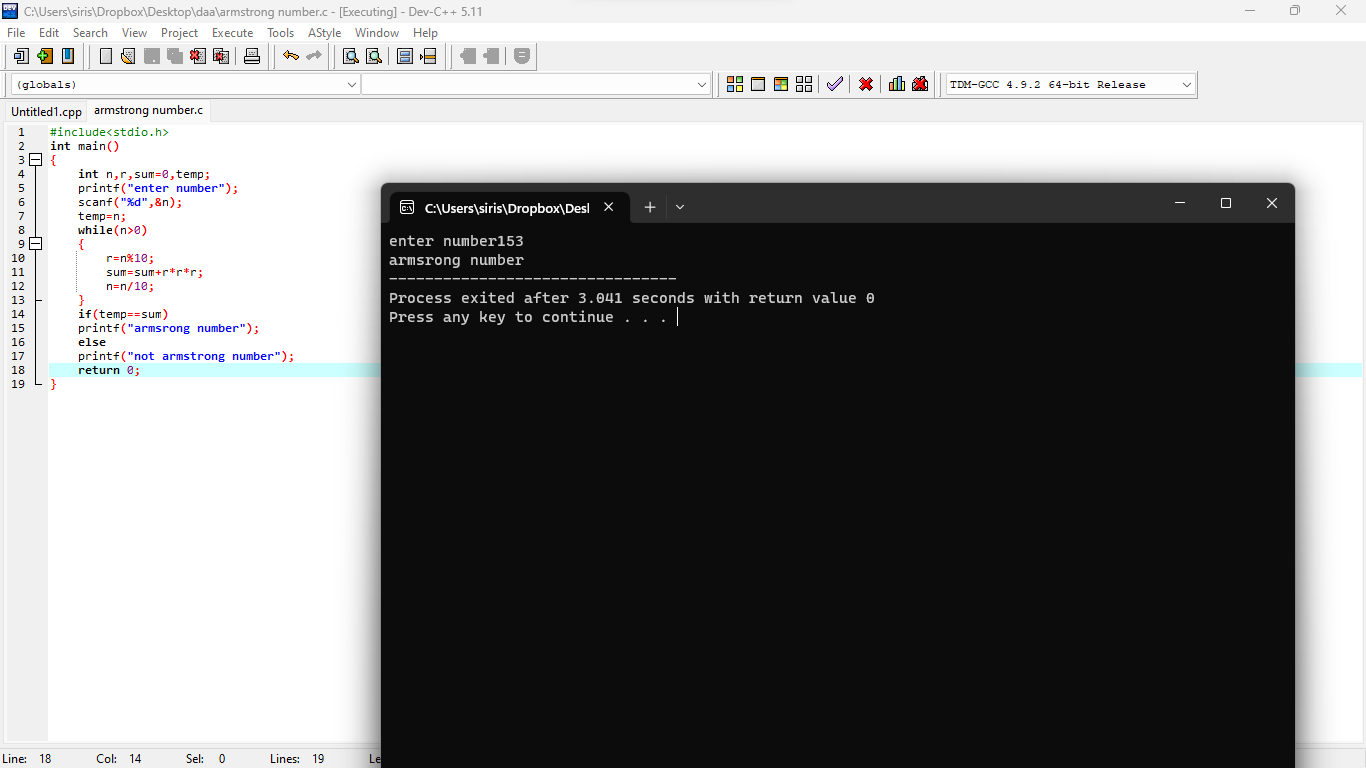 C:\Users\siris\Dropbox\Desktop\daa\armstrong number.c - [Executing] - Dev-C++ 5.11
File Edit Search View Project Execute Tools AStyle Window Help
(globals)
TDM-GCC 4.9.2 64-bit Release
Untitled1.cpp armstrong number.c
1 #include<stdio.h>
2 int main()
3 {
4 int n,r,sum=0,temp;
5 printf("enter number");
6 scanf("%d",&n);
7 temp=n;
8 while(n>0)
9 {
10 r=n%10;
11 sum=sum+r*r*r;
12 n=n/10;
13 }
14 if(temp==sum)
15 printf("armsrong number");
16 else
17 printf("not armstrong number");
18 return 0;
19 }
C:\Users\siris\Dropbox\Desl
enter number153
armsrong number
--------------------------------
Process exited after 3.041 seconds with return value 0
Press any key to continue . . .
Line: 18 Col: 14 Sel: 0 Lines: 19 Le